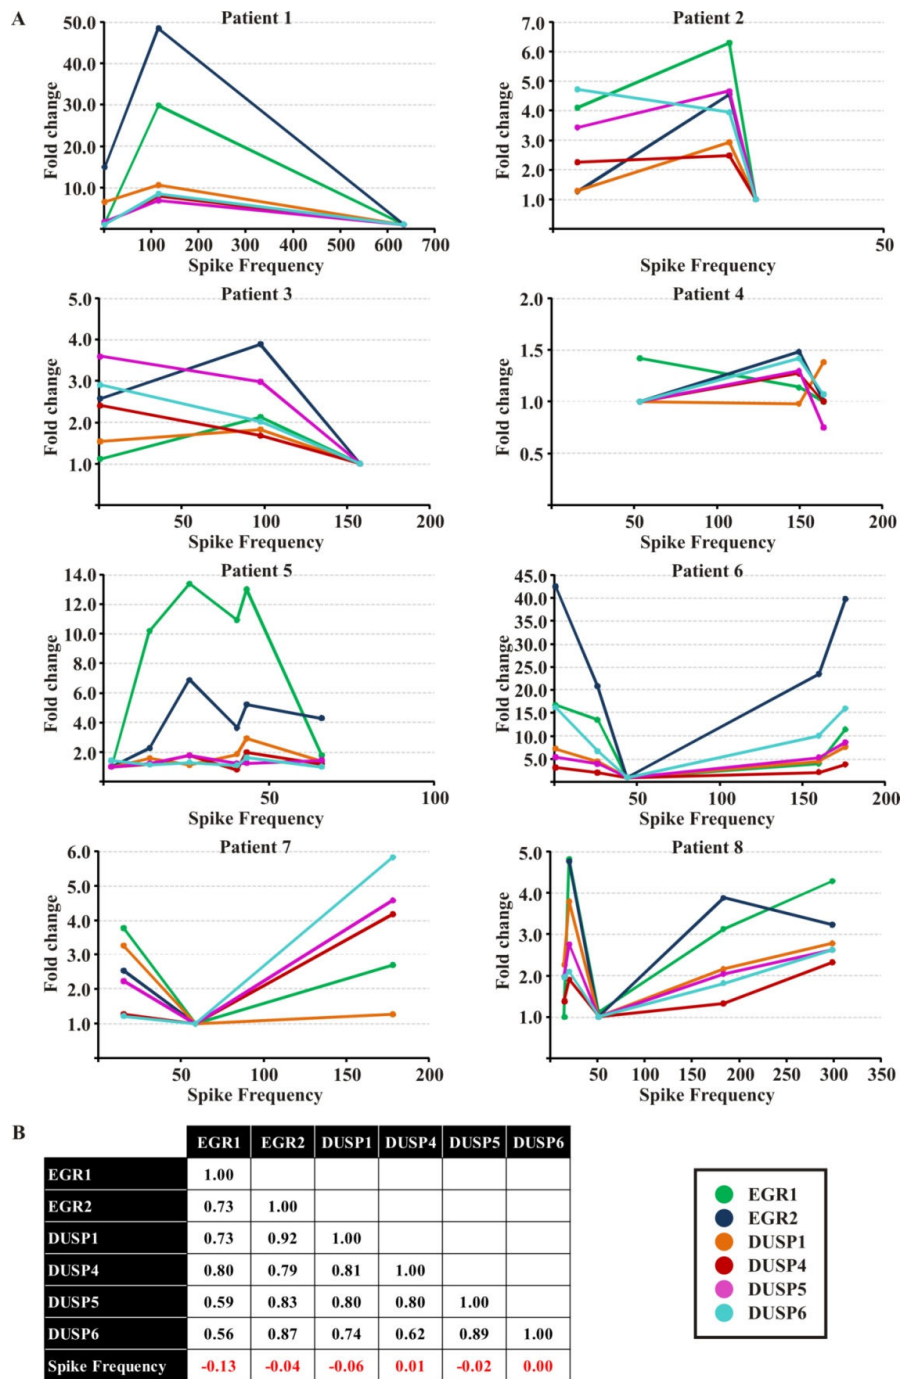 A
Patient 1
Fold change
50.0
40.0
30.0
20.0
10.0
100 200 300 400 500 600 700
Spike Frequency
Patient 2
Fold change
7.0
6.0
5.0
4.0
3.0
2.0
1.0
50
Spike Frequency
Patient 3
Fold change
5.0
4.0
3.0
2.0
1.0
50 100 150 200
Spike Frequency
Patient 4
Fold change
2.0
1.5
1.0
0.5
50 100 150 200
Spike Frequency
Patient 5
Fold change
14.0
12.0
10.0
8.0
6.0
4.0
2.0
50 100
Spike Frequency
Patient 6
Fold change
45.0
40.0
35.0
30.0
25.0
20.0
15.0
10.0
5.0
50 100 150 200
Spike Frequency
Patient 7
Fold change
6.0
5.0
4.0
3.0
2.0
1.0
50 100 150 200
Spike Frequency
Patient 8
Fold change
5.0
4.0
3.0
2.0
1.0
50 100 150 200 250 300 350
Spike Frequency
B
EGR1 EGR2 DUSP1 DUSP4 DUSP5 DUSP6
EGR1 1.00
EGR2 0.73 1.00
DUSP1 0.73 0.92 1.00
DUSP4 0.80 0.79 0.81 1.00
DUSP5 0.59 0.83 0.80 0.80 1.00
DUSP6 0.56 0.87 0.74 0.62 0.89 1.00
Spike Frequency -0.13 -0.04 -0.06 0.01 -0.02 0.00
EGR1
EGR2
DUSP1
DUSP4
DUSP5
DUSP6